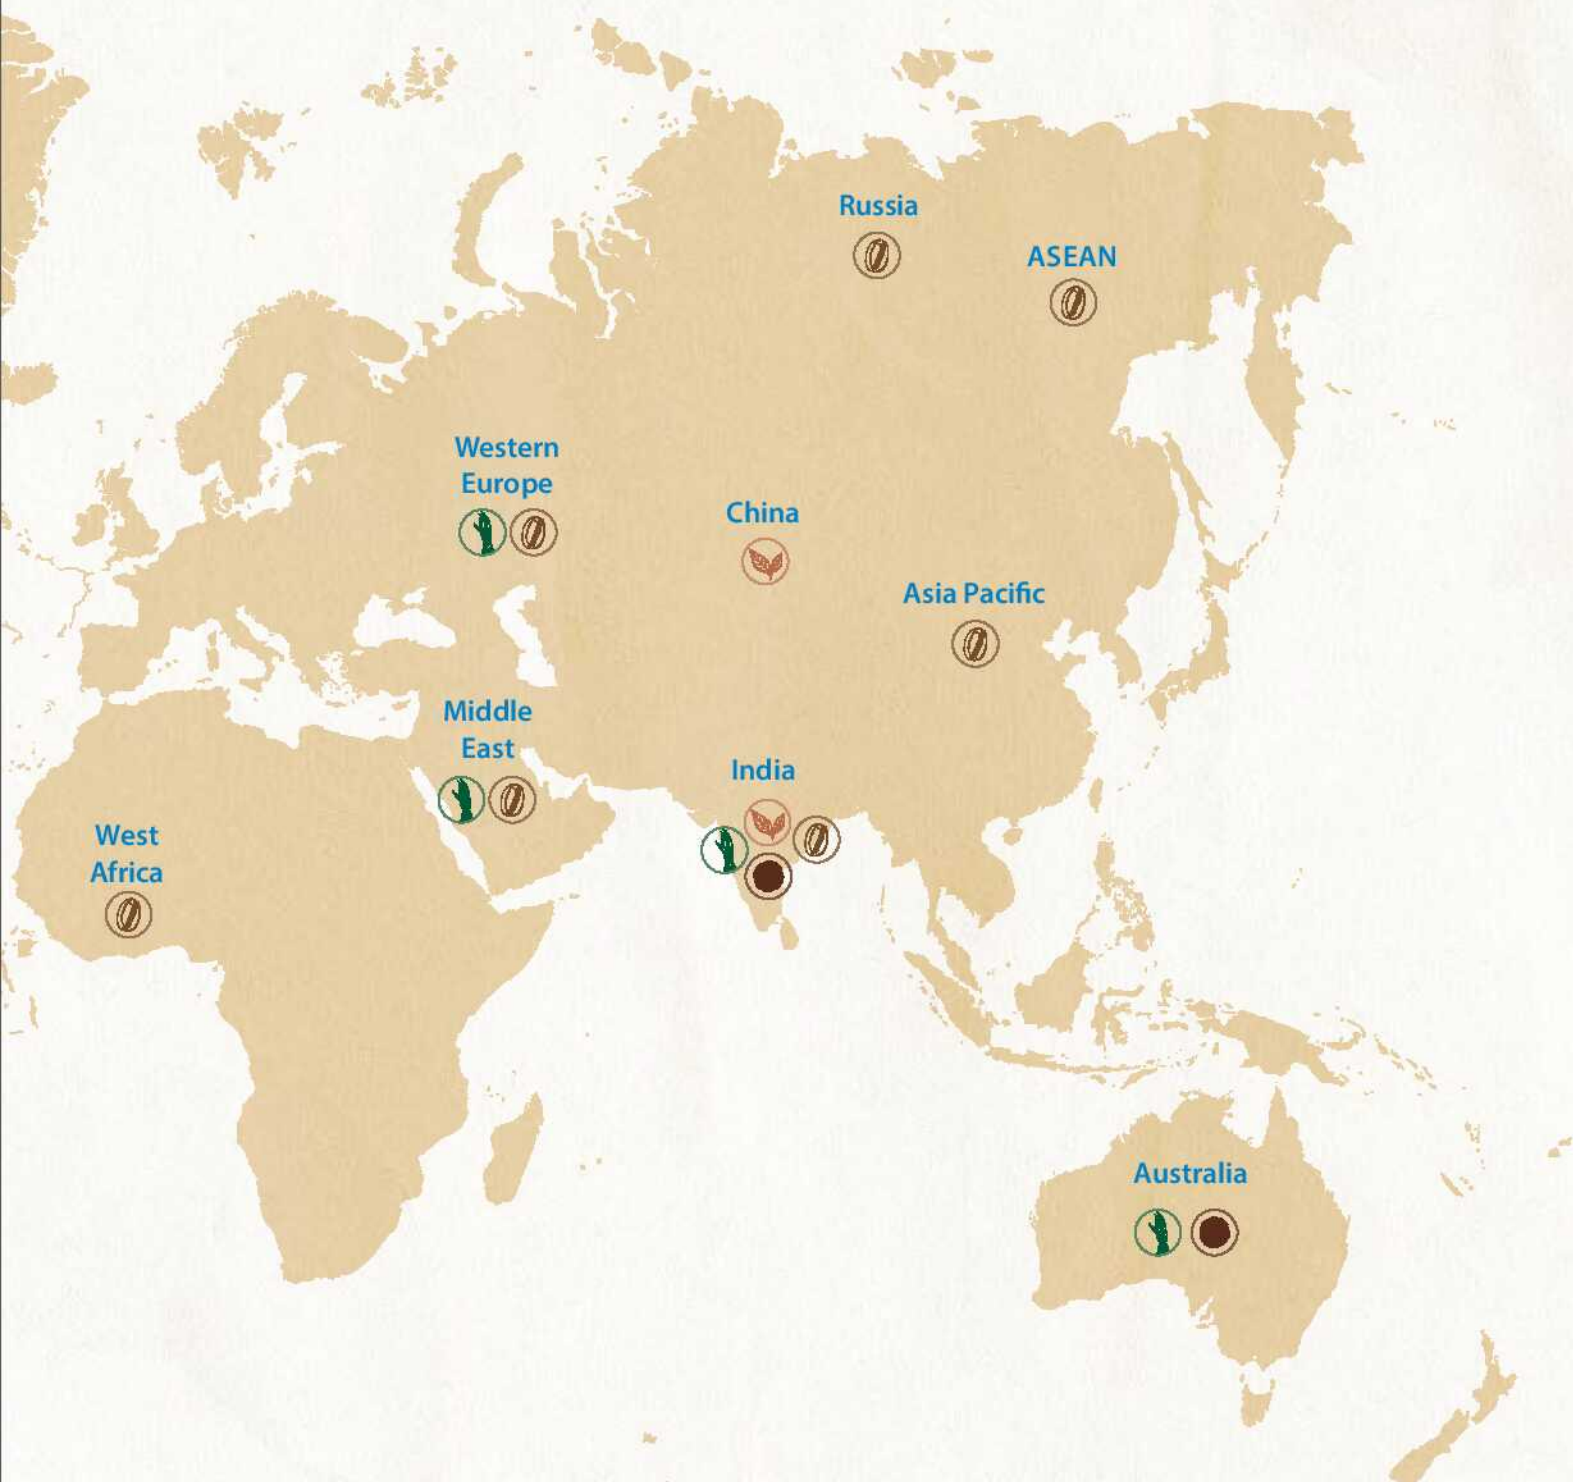 Russia
ASEAN
Western
Europe
China
Asia Pacific
Middle
East
India
West
Africa
Australia